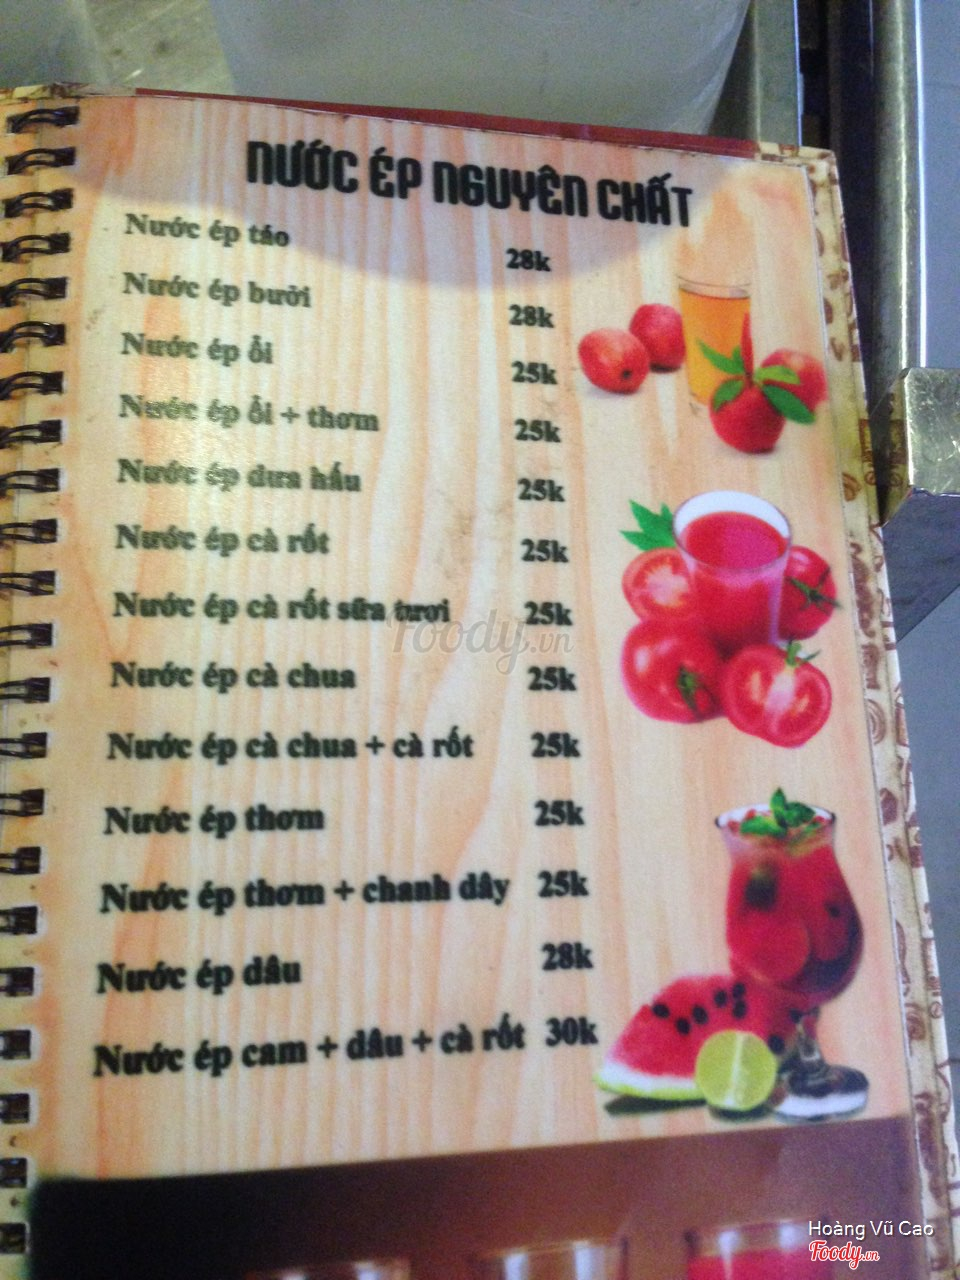 NƯỚC ÉP NGUYÊN CHẤT
Nước ép táo 28k
Nước ép bưởi 28k
Nước ép ổi 25k
Nước ép ổi + thơm 25k
Nước ép dưa hấu 25k
Nước ép cà rốt 25k
Nước ép cà rốt sữa tươi 25k
Nước ép cà chua 25k
Nước ép cà chua + cà rốt 25k
Nước ép thơm 25k
Nước ép thơm + chanh dây 25k
Nước ép dâu 28k
Nước ép cam + dâu + cà rốt 30k
Foody.vn
Hoàng Vũ Cao
Foody.vn